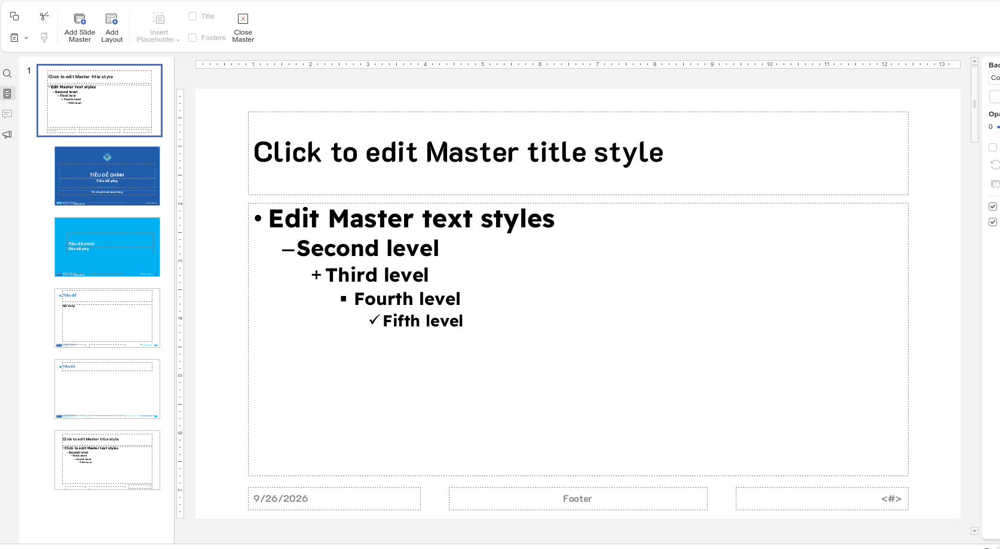 Title
Add Slide Master
Add Layout
Insert Placeholder
Footers
Close Master
1 2 3 4 5 6 7 8 9 10 11 12 13
1
Click to edit Master title style
Edit Master text styles
– Second level
+ Third level
▪ Fourth level
✓ Fifth level
TIÊU ĐỀ CHÍNH
Tiêu đề phụ
Tiêu đề chính
Tiêu đề phụ
Tiêu đề
Nội dung
Tiêu đề
Click to edit Master title style
Click to edit Master text styles
– Second level
+ Third level
▪ Fourth level
✓ Fifth level
1
2
3
4
5
6
7
Click to edit Master title style
• Edit Master text styles
– Second level
+ Third level
▪ Fourth level
✓ Fifth level
9/26/2026
Footer
<#>
0